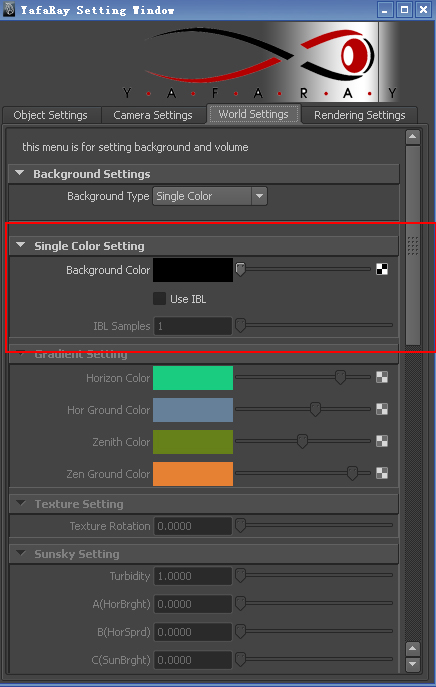 YafaRay Setting Window
Y · A · F · A · R · A · Y
Object Settings Camera Settings World Settings Rendering Settings
this menu is for setting background and volume
Background Settings
Background Type Single Color
Single Color Setting
Background Color
Use IBL
IBL Samples 1
Gradient Setting
Horizon Color
Hor Ground Color
Zenith Color
Zen Ground Color
Texture Setting
Texture Rotation 0.0000
Sunsky Setting
Turbidity 1.0000
A(HorBrght) 0.0000
B(HorSprd) 0.0000
C(SunBrght) 0.0000